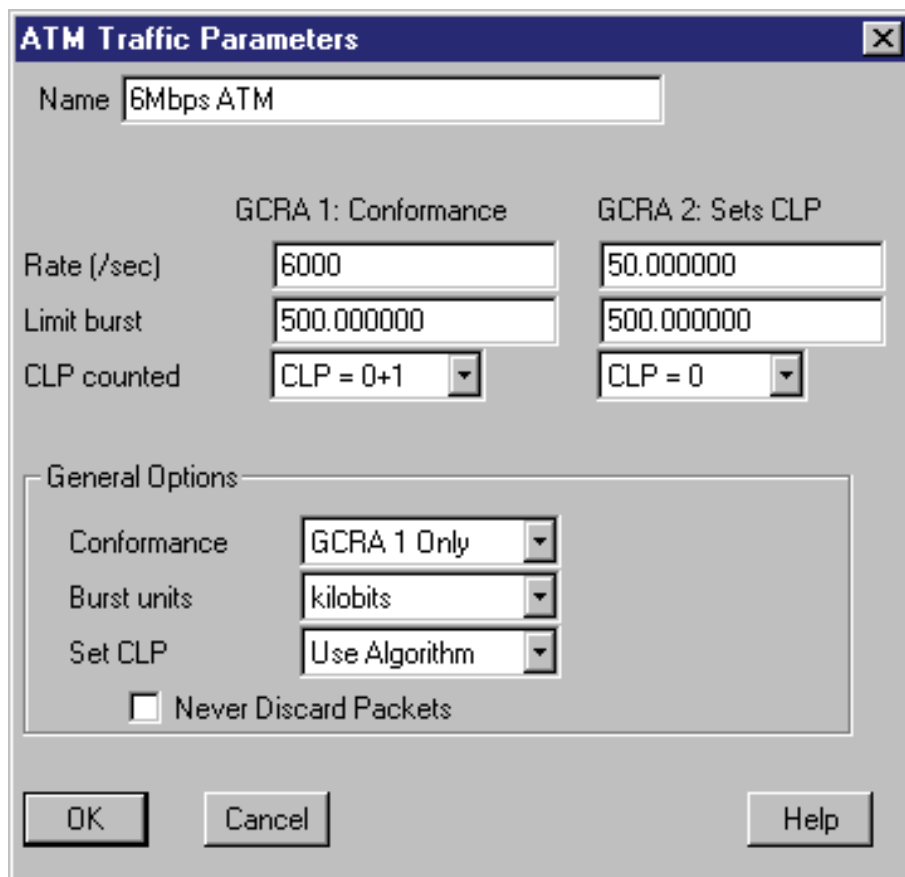 ATM Traffic Parameters
Name 6Mbps ATM
GCRA 1: Conformance GCRA 2: Sets CLP
Rate (/sec) 6000 50.000000
Limit burst 500.000000 500.000000
CLP counted CLP = 0+1 CLP = 0
General Options
Conformance GCRA 1 Only
Burst units kilobits
Set CLP Use Algorithm
Never Discard Packets
OK Cancel Help